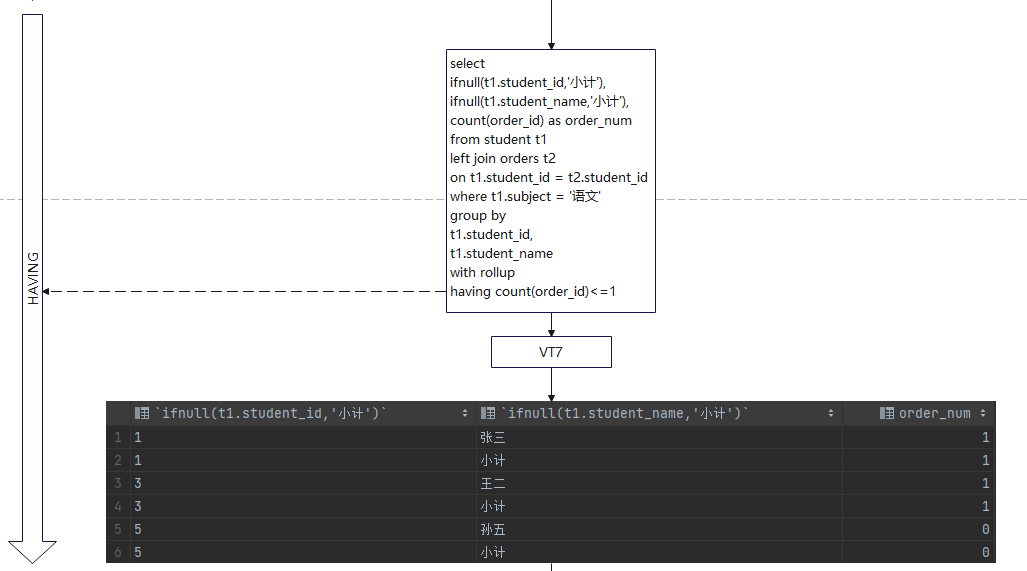 select
ifnull(t1.student_id,'小计'),
ifnull(t1.student_name,'小计'),
count(order_id) as order_num
from student t1
left join orders t2
on t1.student_id = t2.student_id
where t1.subject = '语文'
group by
t1.student_id,
t1.student_name
with rollup
having count(order_id)<=1
HAVING
VT7
`ifnull(t1.student_id,'小计')` `ifnull(t1.student_name,'小计')` order_num
1 1 张三 1
2 1 小计 1
3 3 王二 1
4 3 小计 1
5 5 孙五 0
6 5 小计 0